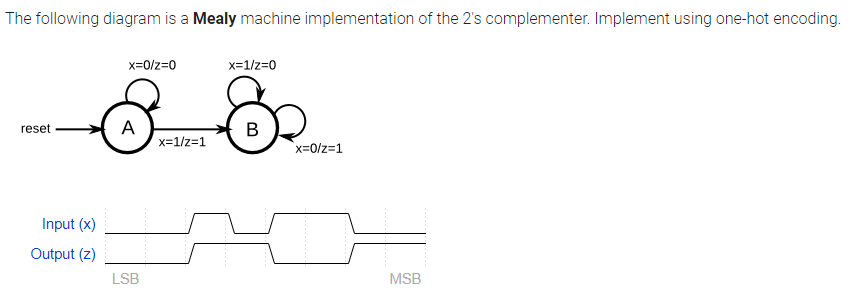 The following diagram is a Mealy machine implementation of the 2's complementer. Implement using one-hot encoding.
x=0/z=0
x=1/z=0
reset
A
B
x=1/z=1
x=0/z=1
Input (x)
Output (z)
LSB
MSB